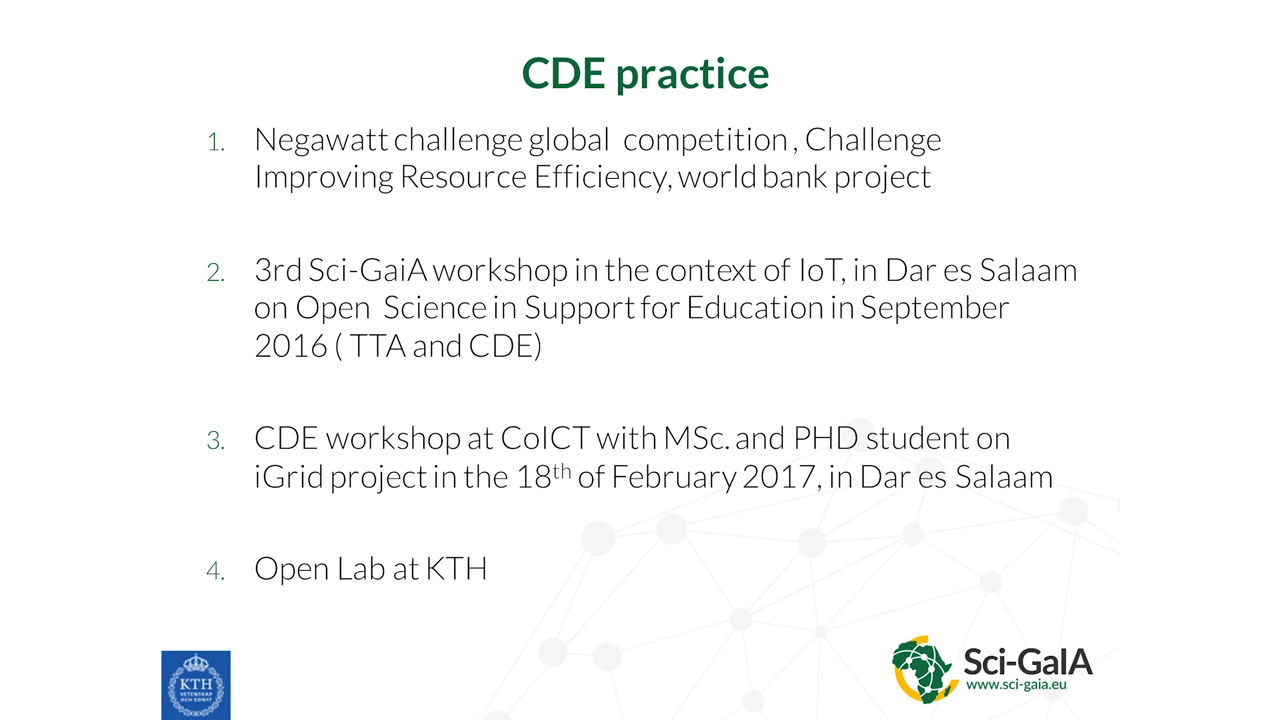 CDE practice
1. Negawatt challenge global competition , Challenge
Improving Resource Efficiency, world bank project
2. 3rd Sci-GaiA workshop in the context of IoT, in Dar es Salaam
on Open Science in Support for Education in September
2016 ( TTA and CDE)
3. CDE workshop at CoICT with MSc. and PHD student on
iGrid project in the 18th of February 2017, in Dar es Salaam
4. Open Lab at KTH
KTH
VETENSKAP
OCH KONST
Sci-GaIA
www.sci-gaia.eu